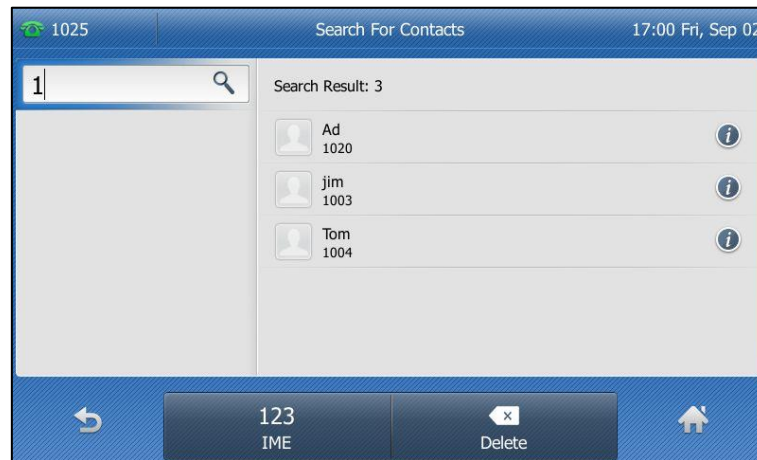 1025
Search For Contacts
17:00 Fri, Sep 02
1
Search Result: 3
Ad
1020
jim
1003
Tom
1004
123
IME
Delete